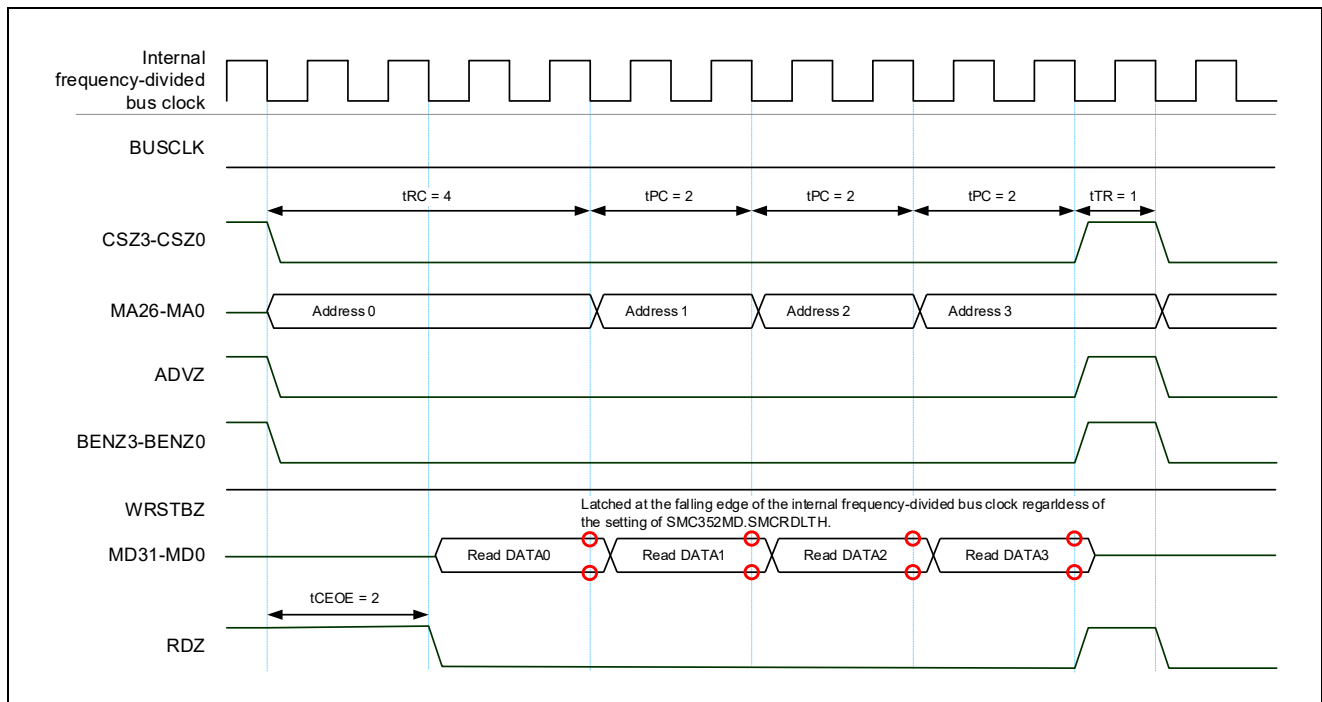 Internal
frequency-divided
bus clock
BUSCLK
tRC = 4
tPC = 2
tPC = 2
tPC = 2
tTR = 1
CSZ3-CSZ0
MA26-MA0
Address 0
Address 1
Address 2
Address 3
ADVZ
BENZ3-BENZ0
WRSTBZ
Latched at the falling edge of the internal frequency-divided bus clock regarldess of
the setting of SMC352MD.SMCRDLTH.
MD31-MD0
Read DATA0
Read DATA1
Read DATA2
Read DATA3
tCEOE = 2
RDZ